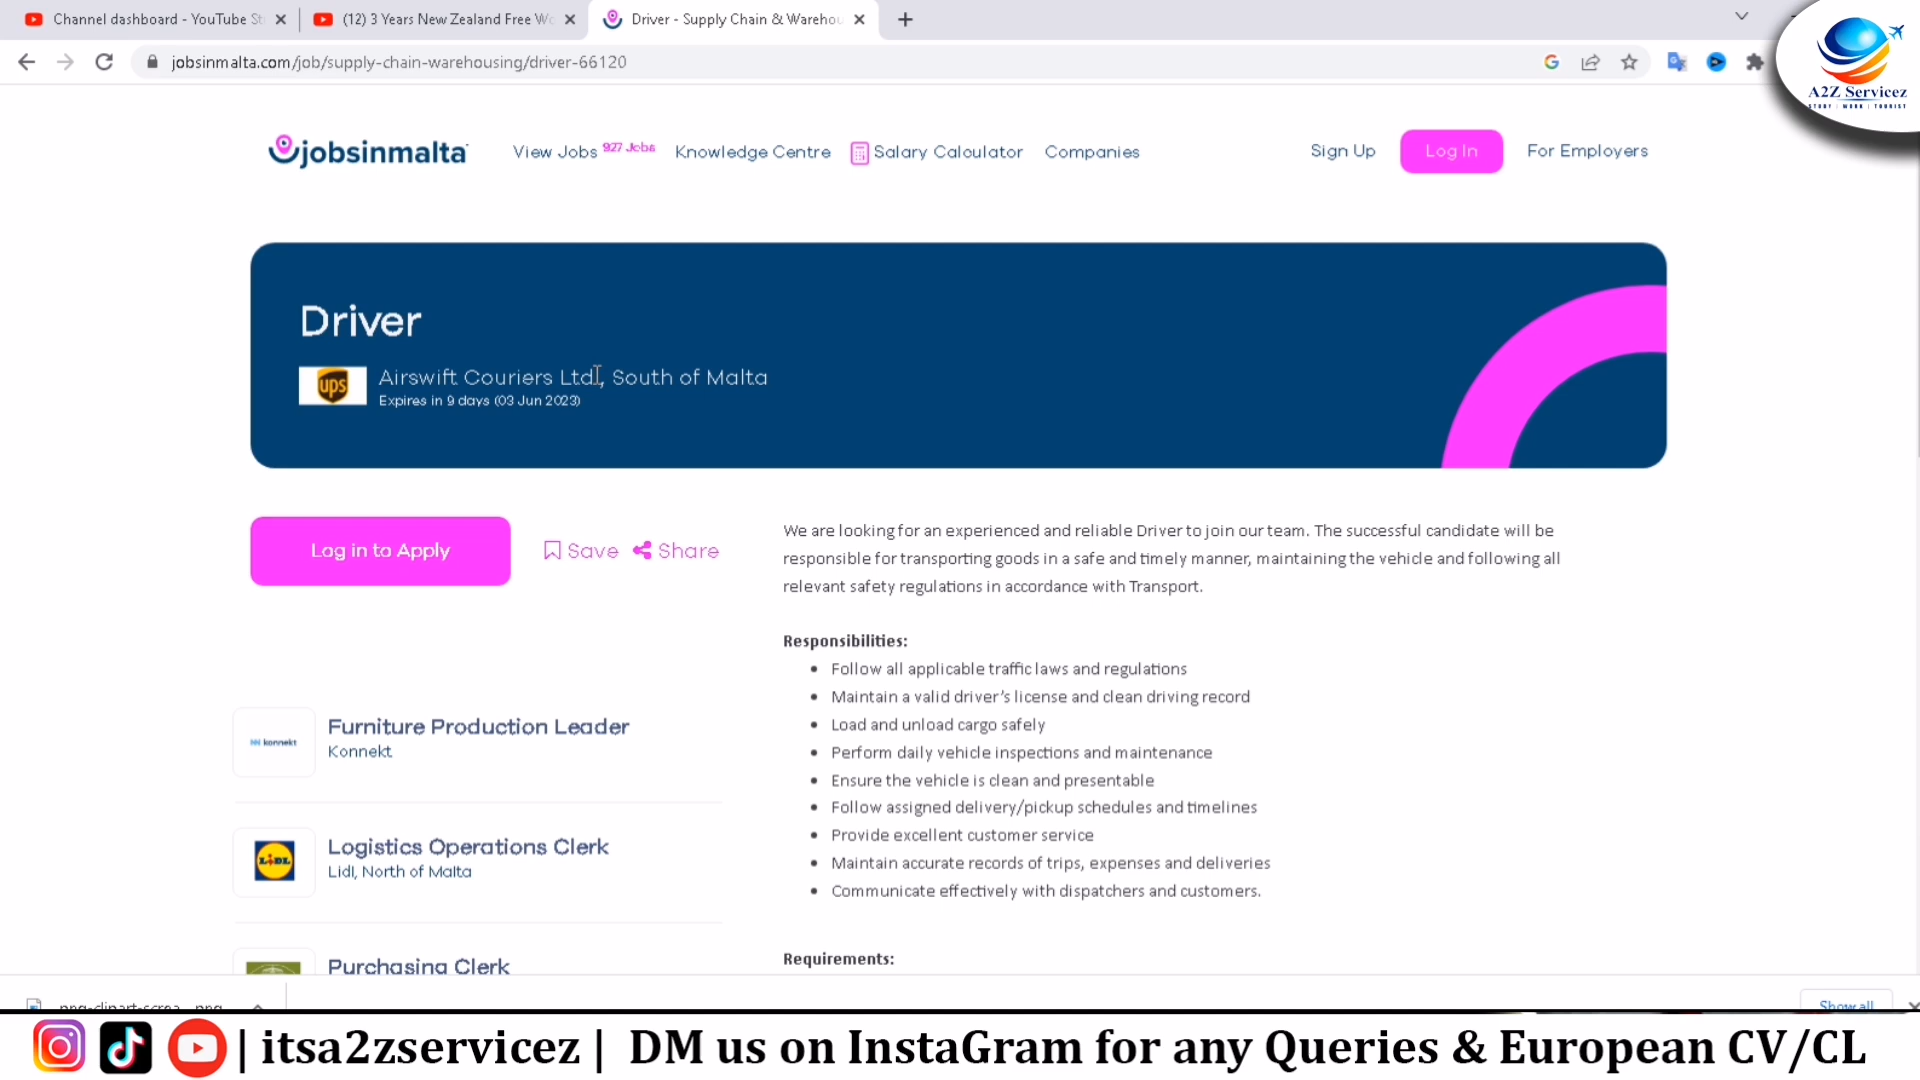 Channel dashboard - YouTube St
(12) 3 Years New Zealand Free Wo
Driver - Supply Chain & Warehou
jobsinmalta.com/job/supply-chain-warehousing/driver-66120
A2Z Servicez
STUDY | WORK | TOURIST
jobsinmalta
View Jobs 927 Jobs
Knowledge Centre
Salary Calculator
Companies
Sign Up
Log In
For Employers
Driver
ups
Airswift Couriers Ltd., South of Malta
Expires in 9 days (03 Jun 2023)
Log in to Apply
Save
Share
We are looking for an experienced and reliable Driver to join our team. The successful candidate will be
responsible for transporting goods in a safe and timely manner, maintaining the vehicle and following all
relevant safety regulations in accordance with Transport.
Responsibilities:
• Follow all applicable traffic laws and regulations
• Maintain a valid driver's license and clean driving record
• Load and unload cargo safely
• Perform daily vehicle inspections and maintenance
• Ensure the vehicle is clean and presentable
• Follow assigned delivery/pickup schedules and timelines
• Provide excellent customer service
• Maintain accurate records of trips, expenses and deliveries
• Communicate effectively with dispatchers and customers.
Requirements:
konnekt
Furniture Production Leader
Konnekt
LIDL
Logistics Operations Clerk
Lidl, North of Malta
Purchasing Clerk
png-clipart-screa....png
Show all
| itsa2zservicez | DM us on InstaGram for any Queries & European CV/CL